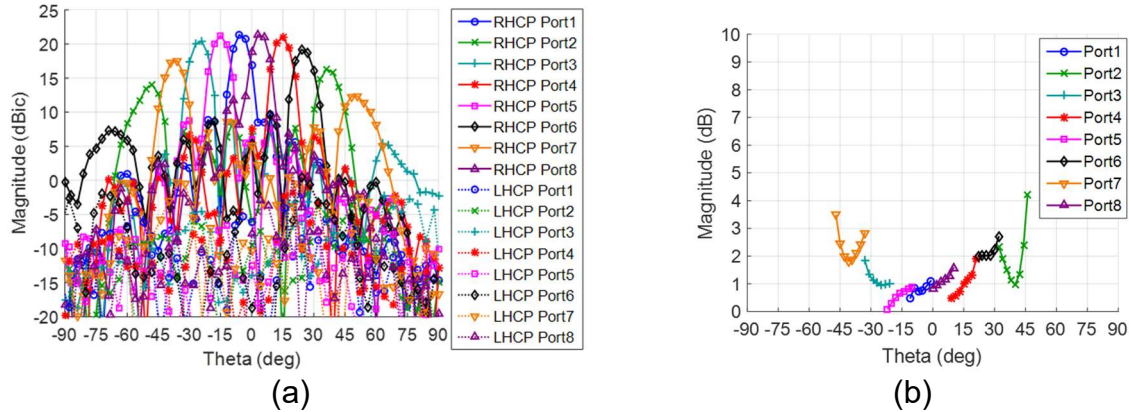 25
20
15
10
5
0
-5
-10
-15
-20
Magnitude (dBic)
-90 -75 -60 -45 -30 -15 0 15 30 45 60 75 90
Theta (deg)
RHCP Port1
RHCP Port2
RHCP Port3
RHCP Port4
RHCP Port5
RHCP Port6
RHCP Port7
RHCP Port8
LHCP Port1
LHCP Port2
LHCP Port3
LHCP Port4
LHCP Port5
LHCP Port6
LHCP Port7
LHCP Port8
(a)
10
9
8
7
6
5
4
3
2
1
0
Magnitude (dB)
-90 -75 -60 -45 -30 -15 0 15 30 45 60 75 90
Theta (deg)
Port1
Port2
Port3
Port4
Port5
Port6
Port7
Port8
(b)